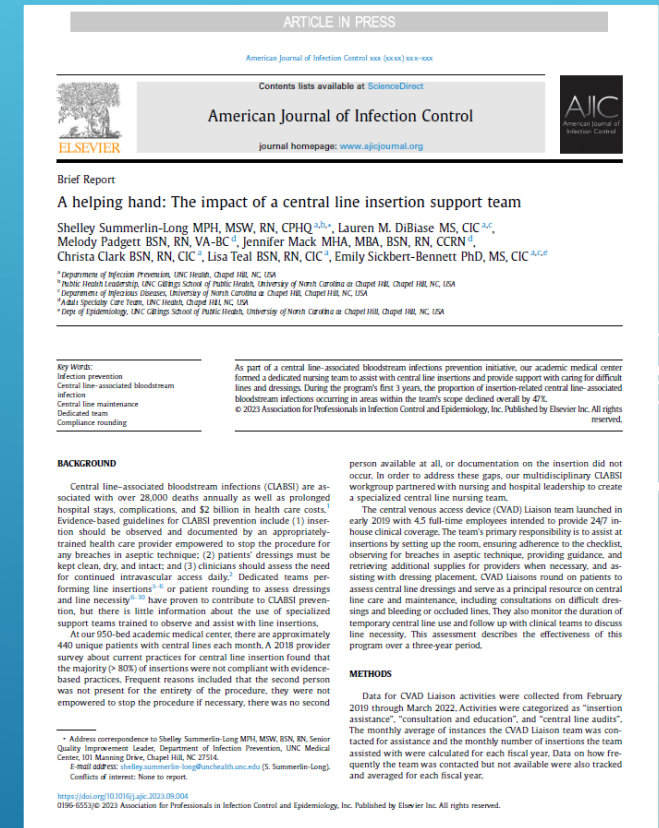 ARTICLE IN PRESS
American Journal of Infection Control xxx (xxxx) xxx-xxx
Contents lists available at ScienceDirect
American Journal of Infection Control
journal homepage: www.ajicjournal.org
ELSEVIER
AJIC
American Journal of
Infection Control
Brief Report
A helping hand: The impact of a central line insertion support team
Shelley Summerlin-Long MPH, MSW, RN, CPHQ a,b,*, Lauren M. DiBiase MS, CIC a,c,
Melody Padgett BSN, RN, VA-BC d, Jennifer Mack MHA, MBA, BSN, RN, CCRN d,
Christa Clark BSN, RN, CIC a, Lisa Teal BSN, RN, CIC a, Emily Sickbert-Bennett PhD, MS, CIC a,c,e
a Department of Infection Prevention, UNC Health, Chapel Hill, NC, USA
b Public Health Leadership, UNC Gillings School of Public Health, University of North Carolina at Chapel Hill, Chapel Hill, NC, USA
c Department of Infectious Diseases, University of North Carolina at Chapel Hill, Chapel Hill, NC, USA
d Adult Specialty Care Team, UNC Health, Chapel Hill, NC, USA
e Dept of Epidemiology, UNC Gillings School of Public Health, University of North Carolina at Chapel Hill, Chapel Hill, NC, USA
Key Words:
Infection prevention
Central line–associated bloodstream
infection
Central line maintenance
Dedicated team
Compliance rounding
As part of a central line–associated bloodstream infections prevention initiative, our academic medical center
formed a dedicated nursing team to assist with central line insertions and provide support with caring for difficult
lines and dressings. During the program's first 3 years, the proportion of insertion-related central line–associated
bloodstream infections occurring in areas within the team's scope declined overall by 47%.
© 2023 Association for Professionals in Infection Control and Epidemiology, Inc. Published by Elsevier Inc. All rights
reserved.
BACKGROUND
Central line–associated bloodstream infections (CLABSI) are as-
sociated with over 28,000 deaths annually as well as prolonged
hospital stays, complications, and $2 billion in health care costs.1
Evidence-based guidelines for CLABSI prevention include (1) inser-
tion should be observed and documented by an appropriately-
trained health care provider empowered to stop the procedure for
any breaches in aseptic technique; (2) patients' dressings must be
kept clean, dry, and intact; and (3) clinicians should assess the need
for continued intravascular access daily.2 Dedicated teams per-
forming line insertions3-6 or patient rounding to assess dressings
and line necessity6-10 have proven to contribute to CLABSI preven-
tion, but there is little information about the use of specialized
support teams trained to observe and assist with line insertions.
At our 950-bed academic medical center, there are approximately
440 unique patients with central lines each month. A 2018 provider
survey about current practices for central line insertion found that
the majority (> 80%) of insertions were not compliant with evidence-
based practices. Frequent reasons included that the second person
was not present for the entirety of the procedure, they were not
empowered to stop the procedure if necessary, there was no second
person available at all, or documentation on the insertion did not
occur. In order to address these gaps, our multidisciplinary CLABSI
workgroup partnered with nursing and hospital leadership to create
a specialized central line nursing team.
The central venous access device (CVAD) Liaison team launched in
early 2019 with 4.5 full-time employees intended to provide 24/7 in-
house clinical coverage. The team's primary responsibility is to assist at
insertions by setting up the room, ensuring adherence to the checklist,
observing for breaches in aseptic technique, providing guidance, and
retrieving additional supplies for providers when necessary, and as-
sisting with dressing placement. CVAD Liaisons round on patients to
assess central line dressings and serve as a principal resource on central
line care and maintenance, including consultations on difficult dres-
sings and bleeding or occluded lines. They also monitor the duration of
temporary central line use and follow up with clinical teams to discuss
line necessity. This assessment describes the effectiveness of this
program over a three-year period.
METHODS
Data for CVAD Liaison activities were collected from February
2019 through March 2022. Activities were categorized as "insertion
assistance", "consultation and education", and "central line audits".
The monthly average of instances the CVAD Liaison team was con-
tacted for assistance and the monthly number of insertions the team
assisted with were calculated for each fiscal year. Data on how fre-
quently the team was contacted but not available were also tracked
and averaged for each fiscal year.
* Address correspondence to Shelley Summerlin-Long MPH, MSW, BSN, RN, Senior
Quality Improvement Leader, Department of Infection Prevention, UNC Medical
Center, 101 Manning Drive, Chapel Hill, NC 27514.
E-mail address: shelley.summerlin-long@unchealth.unc.edu (S. Summerlin-Long).
Conflicts of interest: None to report.
https://doi.org/10.1016/j.ajic.2023.09.004
0196-6553/© 2023 Association for Professionals in Infection Control and Epidemiology, Inc. Published by Elsevier Inc. All rights reserved.